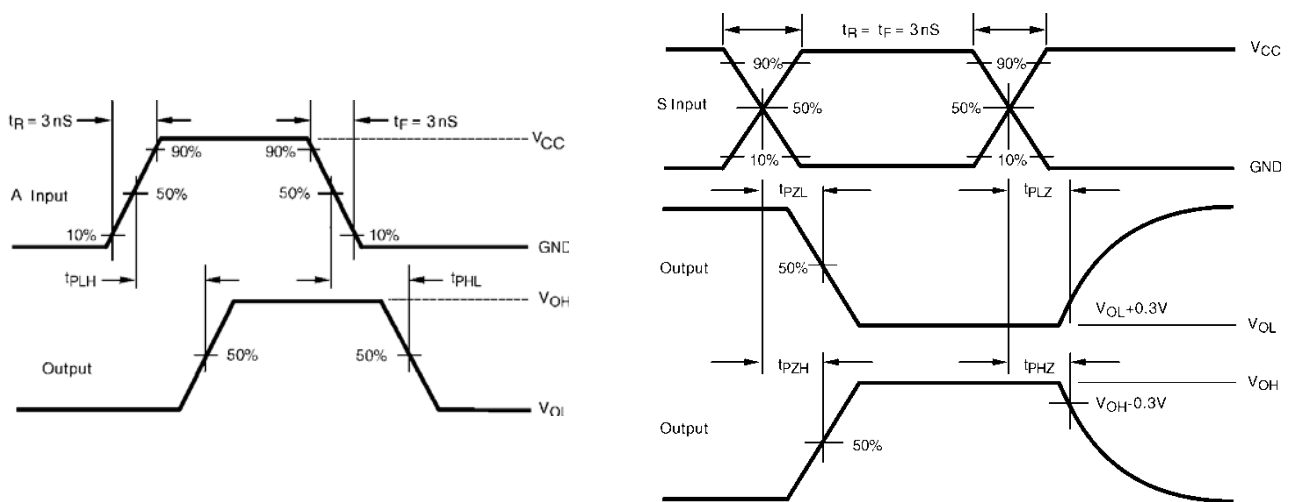 tR = 3 nS
tF = 3 nS
VCC
90%
90%
A Input
50%
50%
10%
10%
GND
tPLH
tPHL
VOH
Output
50%
50%
VOL
tR = tF = 3 nS
VCC
90%
90%
S Input
50%
50%
10%
10%
GND
tPZL
tPLZ
Output
50%
VOL+0.3V
VOL
tPZH
tPHZ
VOH
VOH-0.3V
Output
50%